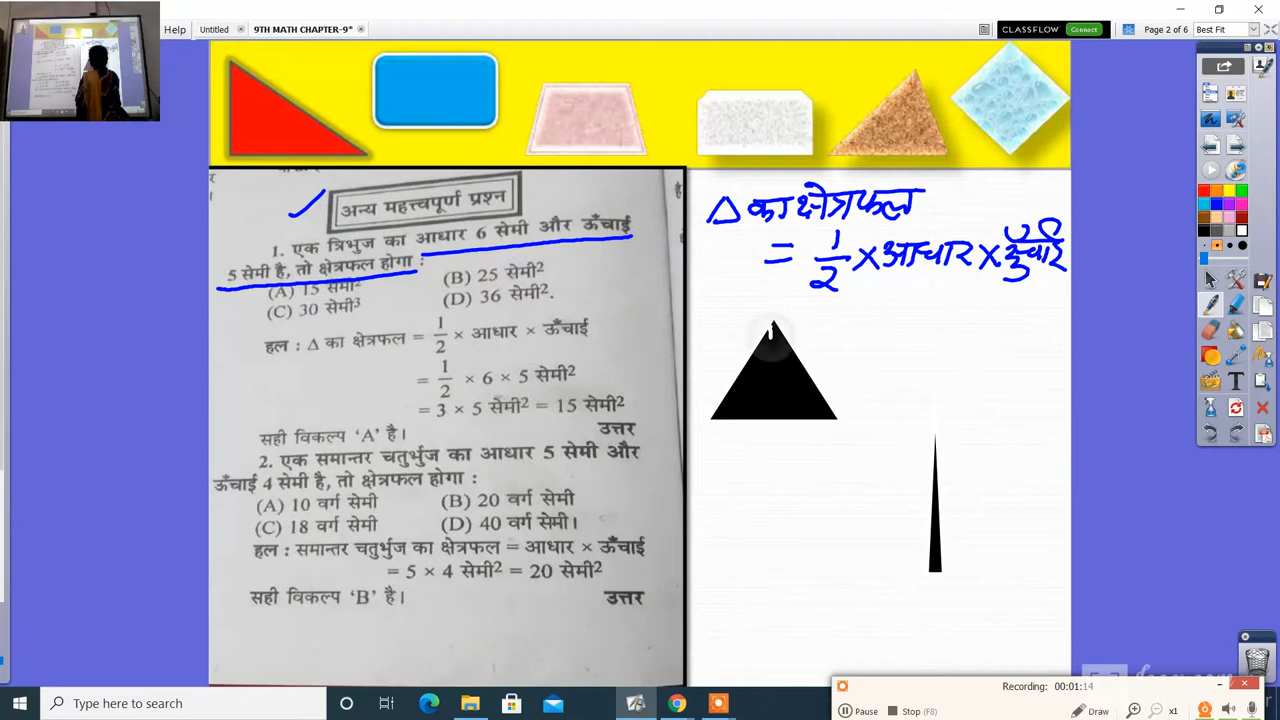 Help
Untitled
9TH MATH CHAPTER-9*
CLASSFLOW Connect
Page 2 of 6
Best Fit
अन्य महत्त्वपूर्ण प्रश्न
1. एक त्रिभुज का आधार 6 सेमी और ऊँचाई
5 सेमी है, तो क्षेत्रफल होगा :
(A) 15 सेमी²
(B) 25 सेमी²
(C) 30 सेमी³
(D) 36 सेमी².
हल : Δ का क्षेत्रफल = 1/2 × आधार × ऊँचाई
= 1/2 × 6 × 5 सेमी²
= 3 × 5 सेमी² = 15 सेमी²
सही विकल्प 'A' है।
उत्तर
2. एक समान्तर चतुर्भुज का आधार 5 सेमी और
ऊँचाई 4 सेमी है, तो क्षेत्रफल होगा :
(A) 10 वर्ग सेमी
(B) 20 वर्ग सेमी
(C) 18 वर्ग सेमी
(D) 40 वर्ग सेमी।
हल : समान्तर चतुर्भुज का क्षेत्रफल = आधार × ऊँचाई
= 5 × 4 सेमी² = 20 सेमी²
सही विकल्प 'B' है।
उत्तर
Δ का क्षेत्रफल
= 1/2 × आधार ×
Recording: 00:01:14
Pause
Stop (F8)
Draw
x1
Type here to search